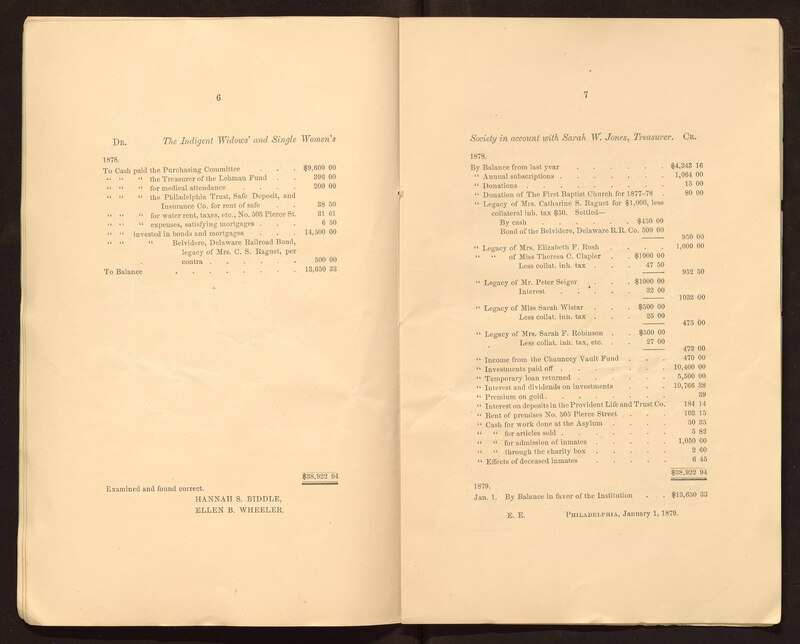 6
DR. The Indigent Widows' and Single Women's
1878.
To Cash paid the Purchasing Committee . . . $9,600 00
“ “ “ the Treasurer of the Lehman Fund . . 396 00
“ “ “ for medical attendance . . . . 200 00
“ “ “ the Philadelphia Trust, Safe Deposit, and
Insurance Co. for rent of safe . . 38 50
“ “ “ for water rent, taxes, etc., No. 505 Pierce St. 31 61
“ “ “ expenses, satisfying mortgages . . 6 50
“ “ invested in bonds and mortgages . . . 14,500 00
“ “ “ Belvidere, Delaware Railroad Bond,
legacy of Mrs. C. S. Raguet, per
contra . . . . . . 500 00
To Balance . . . . . . . 13,650 33
$38,922 94
Examined and found correct.
HANNAH S. BIDDLE,
ELLEN B. WHEELER.
7
Society in account with Sarah W. Jones, Treasurer. CR.
1878.
By Balance from last year . . . . . . . $4,343 16
“ Annual subscriptions . . . . . . . 1,064 00
“ Donations . . . . . . . . . 15 00
“ Donation of The First Baptist Church for 1877-78 . . 80 00
“ Legacy of Mrs. Catharine S. Raguet for $1,000, less
collateral inh. tax $50. Settled—
By cash . . . . $450 00
Bond of the Belvidere, Delaware R.R. Co. 500 00
950 00
“ Legacy of Mrs. Elizabeth F. Rush . . . . 1,000 00
“ “ of Miss Theresa C. Clapier . . $1000 00
Less collat. inh. tax . . . 47 50
952 50
“ Legacy of Mr. Peter Seiger . . . $1000 00
Interest . . . . . 32 00
1032 00
“ Legacy of Miss Sarah Wistar . . . $500 00
Less collat. inh. tax . . . 25 00
475 00
“ Legacy of Mrs. Sarah F. Robinson . . $500 00
Less collat. inh. tax, etc. . . 27 00
473 00
“ Income from the Chauncey Vault Fund . . . 470 00
“ Investments paid off . . . . . . . 10,400 00
“ Temporary loan returned . . . . . . 5,500 00
“ Interest and dividends on investments . . . 10,766 38
“ Premium on gold . . . . . . . 39
“ Interest on deposits in the Provident Life and Trust Co. 184 14
“ Rent of premises No. 505 Pierce Street . . . 102 15
“ Cash for work done at the Asylum . . . . 50 35
“ “ for articles sold . . . . . . 5 82
“ “ for admission of inmates . . . . 1,050 00
“ “ through the charity box . . . . 2 60
“ Effects of deceased inmates . . . . . 6 45
$38,922 94
1879.
Jan. 1. By Balance in favor of the Institution . . $13,650 33
E. E. PHILADELPHIA, January 1, 1879.